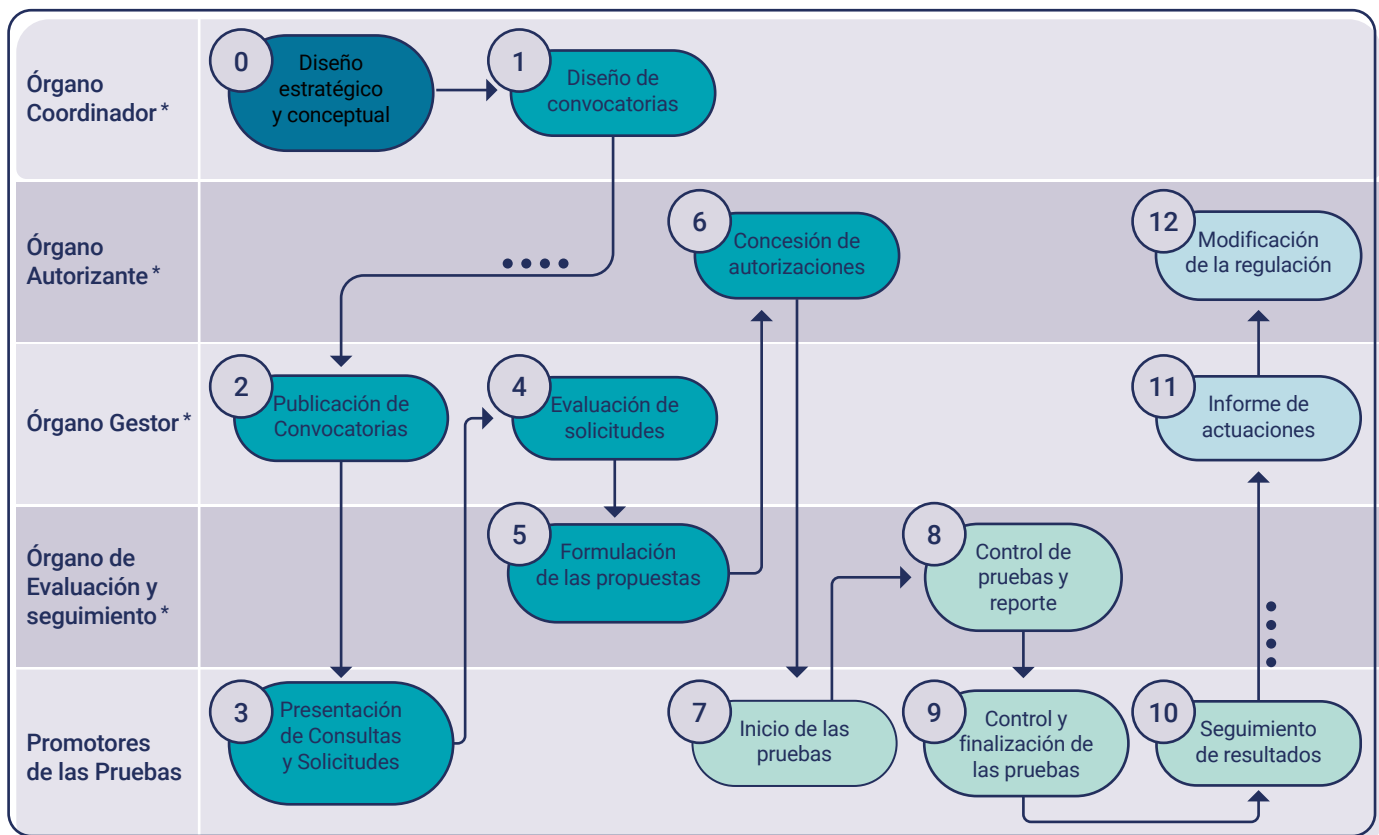 Órgano
Coordinador *
0
Diseño
estratégico
y conceptual
1
Diseño de
convocatorias
Órgano
Autorizante *
6
Concesión de
autorizaciones
12
Modificación
de la regulación
Órgano Gestor *
2
Publicación de
Convocatorias
4
Evaluación de
solicitudes
11
Informe de
actuaciones
Órgano de
Evaluación y
seguimiento *
5
Formulación
de las propuestas
8
Control de
pruebas y
reporte
Promotores
de las Pruebas
3
Presentación
de Consultas
y Solicitudes
7
Inicio de las
pruebas
9
Control y
finalización de
las pruebas
10
Seguimiento
de resultados